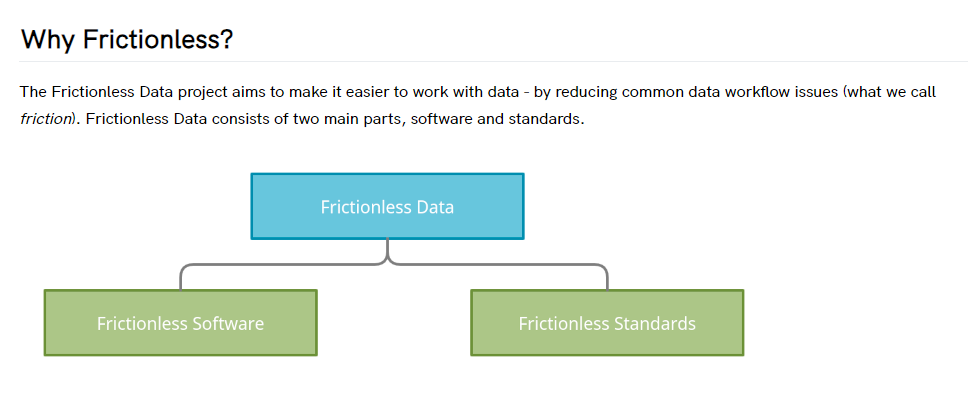 Why Frictionless?
The Frictionless Data project aims to make it easier to work with data - by reducing common data workflow issues (what we call
friction). Frictionless Data consists of two main parts, software and standards.
Frictionless Data
Frictionless Software
Frictionless Standards